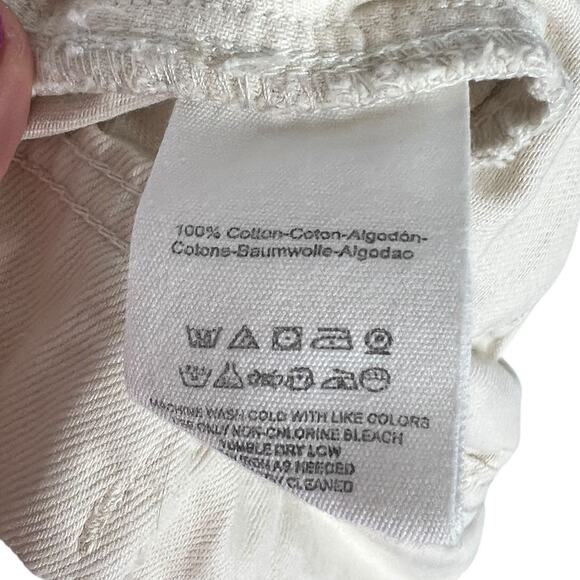 100% Cotton-Coton-Algodón-
Cotone-Baumwolle-Algodao
MACHINE WASH COLD WITH LIKE COLORS
ONLY NON-CHLORINE BLEACH
TUMBLE DRY LOW
AS NEEDED
CLEANED